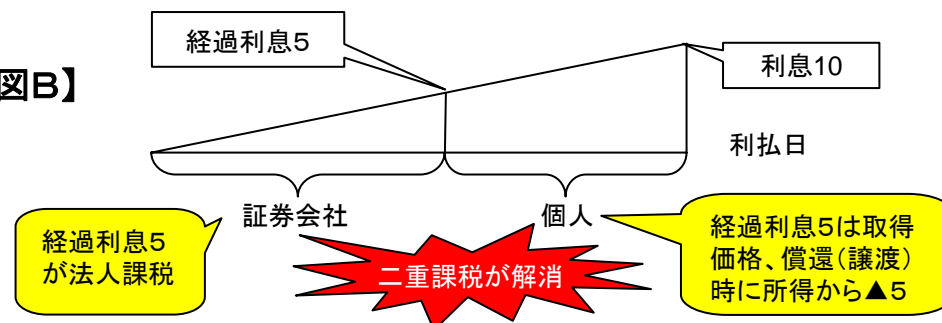 経過利息5
図B】
利息10
利払日
証券会社
個人
経過利息5
が法人課税
二重課税が解消
経過利息5は取得
価格、償還(譲渡)
時に所得から▲5